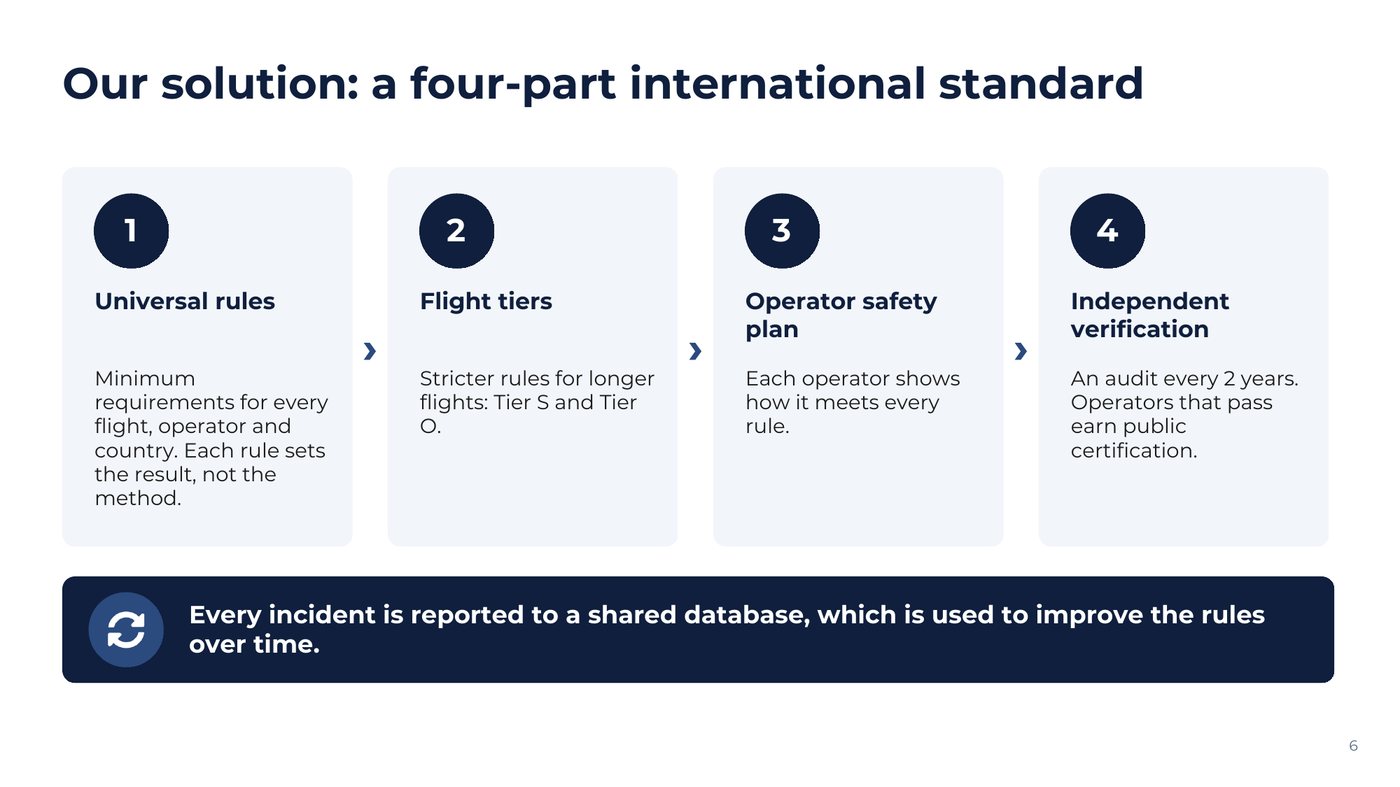 Our solution: a four-part international standard
1
Universal rules
Minimum
requirements for every
flight, operator and
country. Each rule sets
the result, not the
method.
›
2
Flight tiers
Stricter rules for longer
flights: Tier S and Tier
O.
›
3
Operator safety
plan
Each operator shows
how it meets every
rule.
›
4
Independent
verification
An audit every 2 years.
Operators that pass
earn public
certification.
Every incident is reported to a shared database, which is used to improve the rules
over time.
6